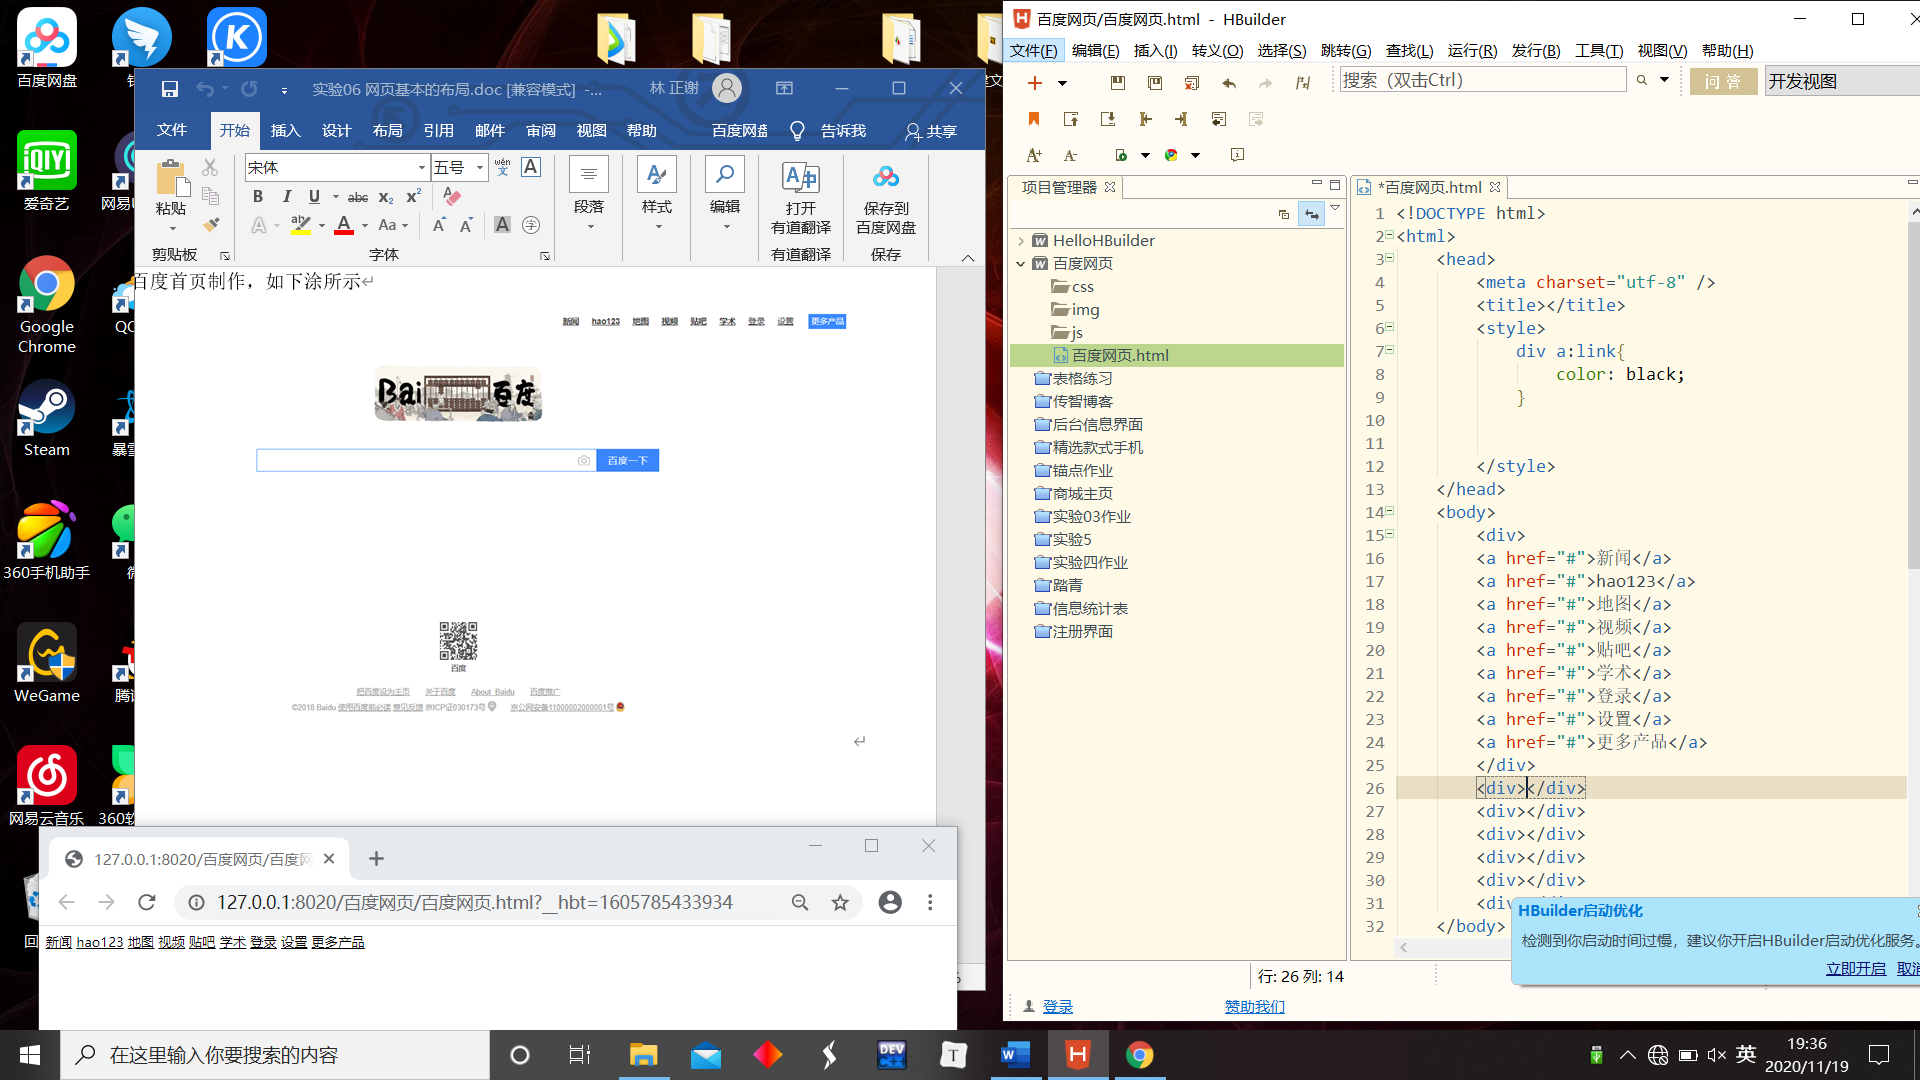 百度网盘
爱奇艺
Google
Chrome
Steam
360手机助手
WeGame
网易云音乐
实验06 网页基本的布局.doc [兼容模式] -...
林 正谢
文件 开始 插入 设计 布局 引用 邮件 审阅 视图 帮助 百度网盘 告诉我 共享
宋体 五号
粘贴 段落 样式 编辑 打开 保存到
有道翻译 百度网盘
剪贴板 字体 有道翻译 保存
百度首页制作，如下涂所示
新闻 hao123 地图 视频 贴吧 学术 登录 设置 更多产品
Bai 百度
百度一下
百度
把百度设为主页 关于百度 About Baidu 百度推广
©2018 Baidu 使用百度前必读 意见反馈 京ICP证030173号 京公网安备11000002000001号
127.0.0.1:8020/百度网页/百度网
127.0.0.1:8020/百度网页/百度网页.html?__hbt=1605785433934
新闻 hao123 地图 视频 贴吧 学术 登录 设置 更多产品
百度网页/百度网页.html - HBuilder
文件(F) 编辑(E) 插入(I) 转义(O) 选择(S) 跳转(G) 查找(L) 运行(R) 发行(B) 工具(T) 视图(V) 帮助(H)
搜索（双击Ctrl） 问 答 开发视图
项目管理器
HelloHBuilder
百度网页
css
img
js
百度网页.html
表格练习
传智博客
后台信息界面
精选款式手机
锚点作业
商城主页
实验03作业
实验5
实验四作业
踏青
信息统计表
注册界面
*百度网页.html
1 <!DOCTYPE html>
2 <html>
3 <head>
4 <meta charset="utf-8" />
5 <title></title>
6 <style>
7 div a:link{
8 color: black;
9 }
10
11
12 </style>
13 </head>
14 <body>
15 <div>
16 <a href="#">新闻</a>
17 <a href="#">hao123</a>
18 <a href="#">地图</a>
19 <a href="#">视频</a>
20 <a href="#">贴吧</a>
21 <a href="#">学术</a>
22 <a href="#">登录</a>
23 <a href="#">设置</a>
24 <a href="#">更多产品</a>
25 </div>
26 <div></div>
27 <div></div>
28 <div></div>
29 <div></div>
30 <div></div>
31 <div
32 </body>
HBuilder启动优化
检测到你启动时间过慢，建议你开启HBuilder启动优化服务。
立即开启 取消
行: 26 列: 14
登录 赞助我们
在这里输入你要搜索的内容
英
19:36
2020/11/19